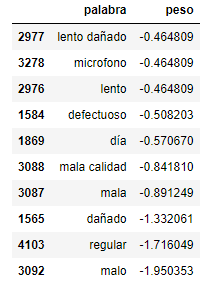 palabra peso
2977 lento dañado -0.464809
3278 microfono -0.464809
2976 lento -0.464809
1584 defectuoso -0.508203
1869 día -0.570670
3088 mala calidad -0.841810
3087 mala -0.891249
1565 dañado -1.332061
4103 regular -1.716049
3092 malo -1.950353